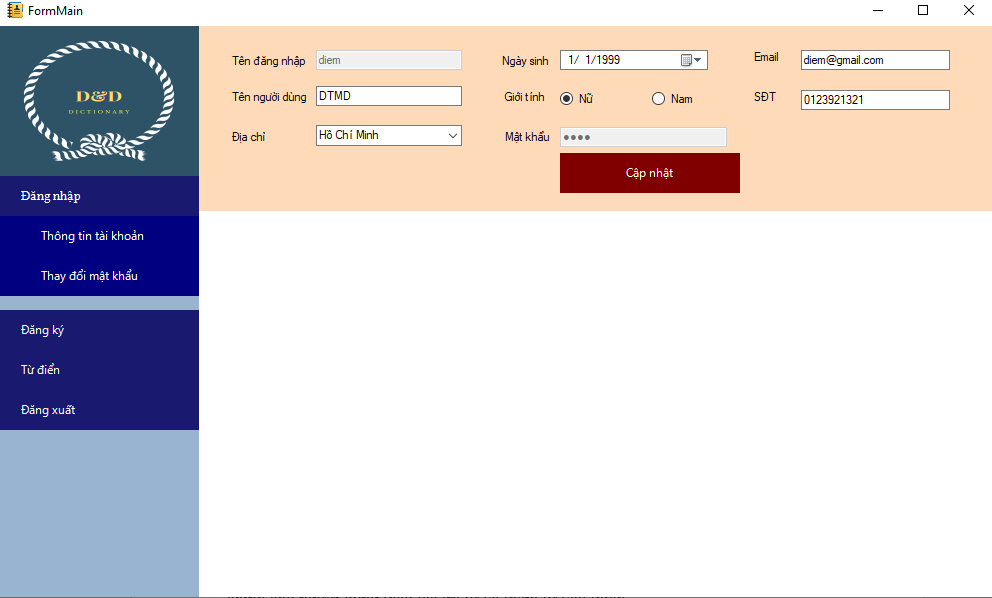 FormMain
D&D
DICTIONARY
Đăng nhập
Thông tin tài khoản
Thay đổi mật khẩu
Đăng ký
Từ điển
Đăng xuất
Tên đăng nhập diem
Ngày sinh 1/ 1/1999
Email diem@gmail.com
Tên người dùng DTMD
Giới tính Nữ Nam
SĐT 0123921321
Địa chỉ Hồ Chí Minh
Mật khẩu ●●●●
Cập nhật